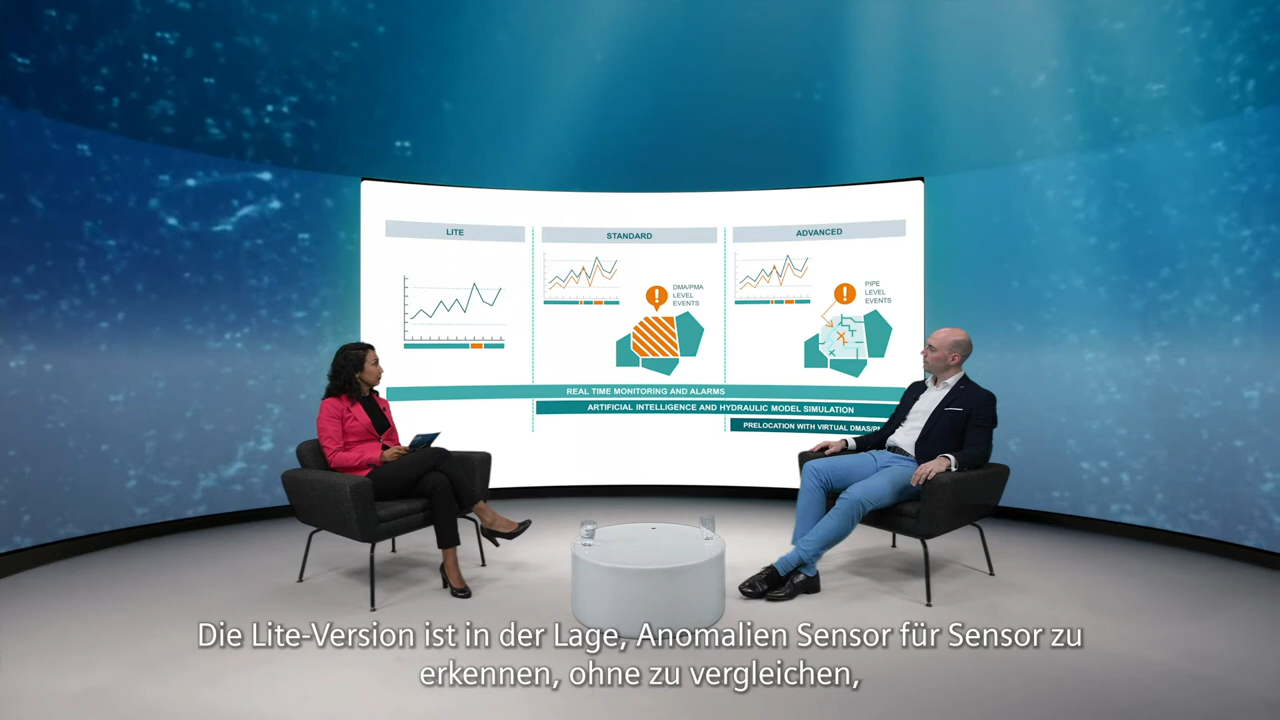 LITE
STANDARD
ADVANCED
DMA/PMA
LEVEL
EVENTS
PIPE
LEVEL
EVENTS
REAL TIME MONITORING AND ALARMS
ARTIFICIAL INTELLIGENCE AND HYDRAULIC MODEL SIMULATION
PRELOCATION WITH VIRTUAL
Die Lite-Version ist in der Lage, Anomalien Sensor für Sensor zu
erkennen, ohne zu vergleichen,